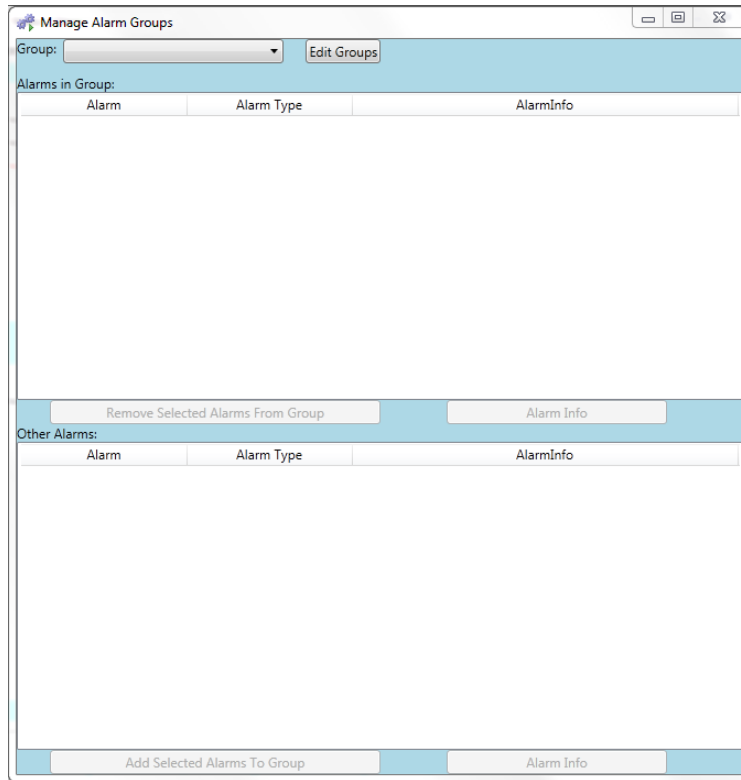 Manage Alarm Groups
Group: Edit Groups
Alarms in Group:
Alarm Alarm Type AlarmInfo
Remove Selected Alarms From Group Alarm Info
Other Alarms:
Alarm Alarm Type AlarmInfo
Add Selected Alarms To Group Alarm Info